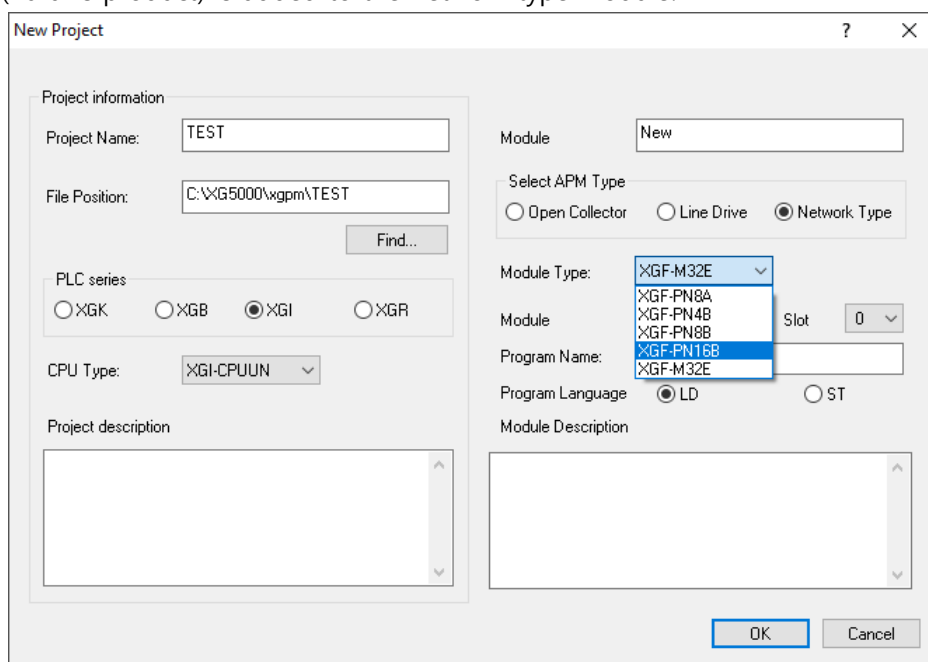 New Project ? X
Project information
Project Name: TEST
File Position: C:\XG5000\xgpm\TEST
Find...
PLC series
XGK XGB XGI XGR
CPU Type: XGI-CPUUN
Project description
Module New
Select APM Type
Open Collector Line Drive Network Type
Module Type: XGF-M32E
XGF-PN8A
XGF-PN4B
Module Slot 0
XGF-PN8B
XGF-PN16B
Program Name:
XGF-M32E
Program Language LD ST
Module Description
OK Cancel